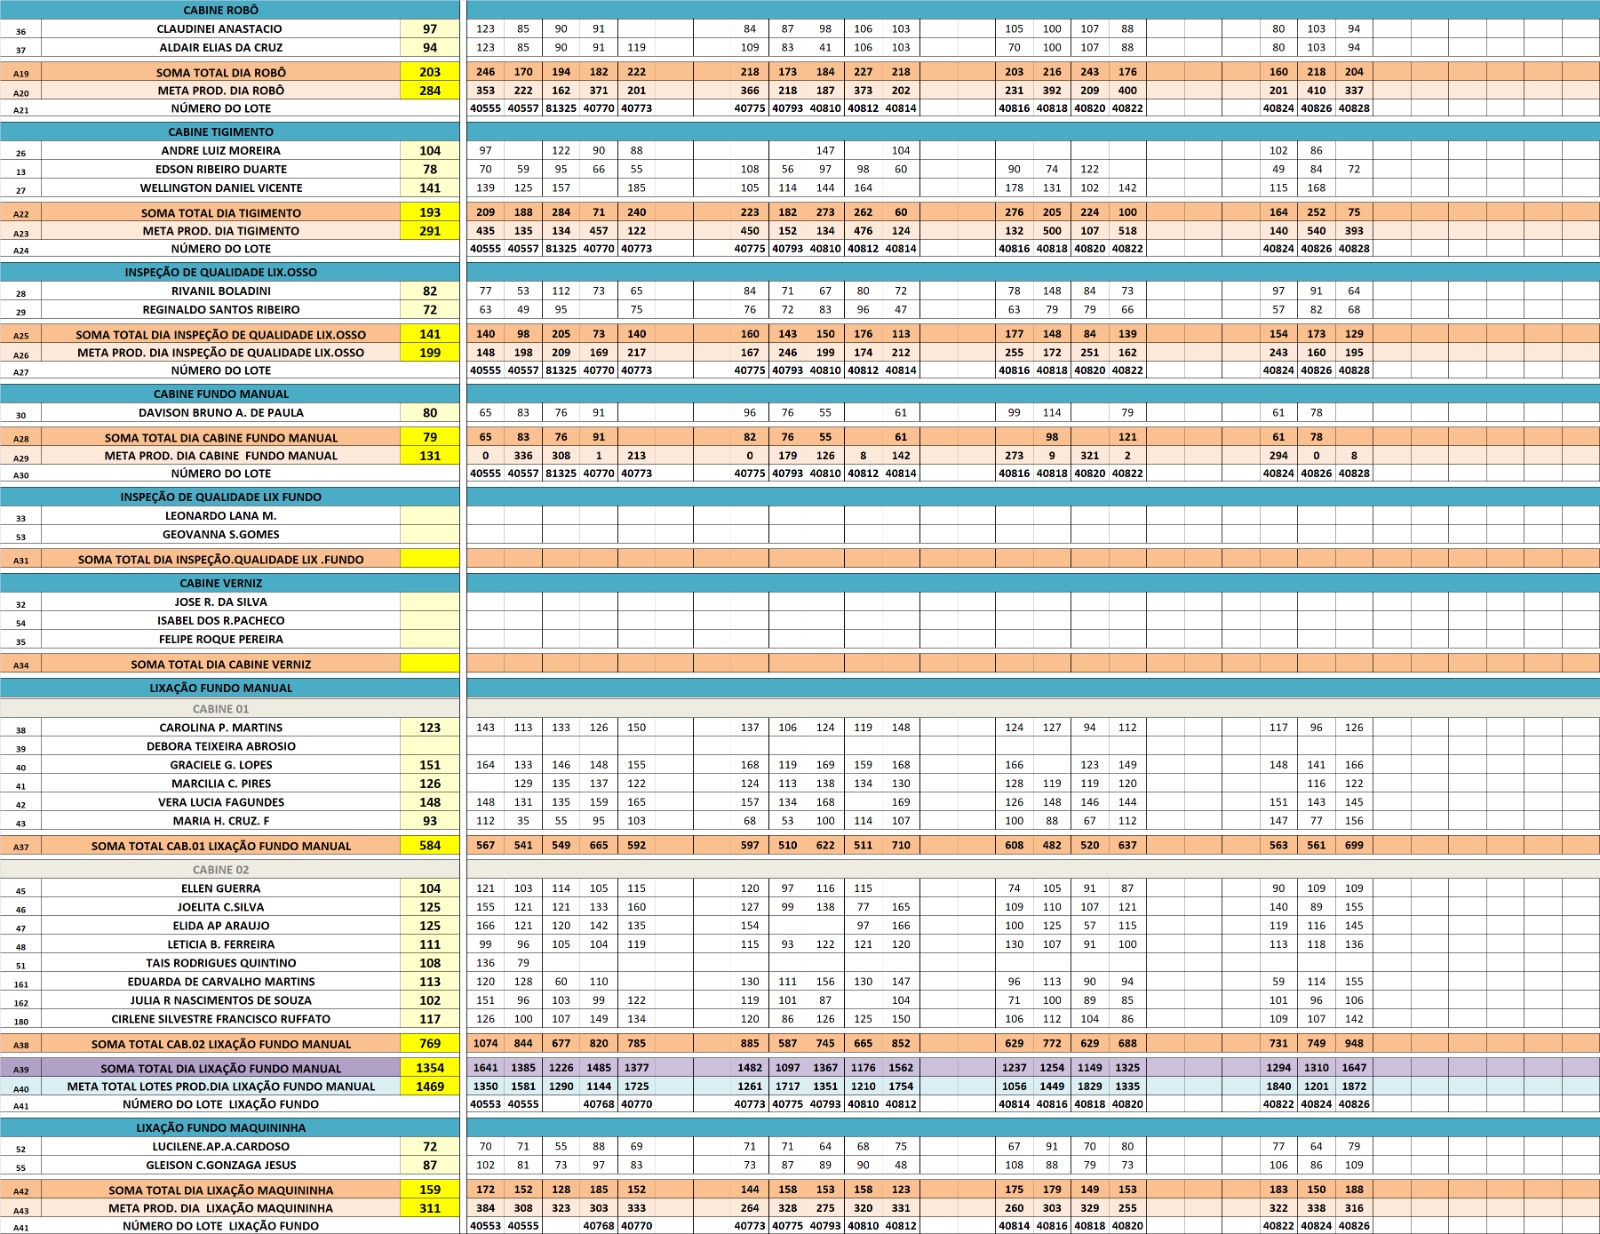 CABINE ROBÔ
36 CLAUDINEI ANASTACIO 97 123 85 90 91 84 87 98 106 103 105 100 107 88 80 103 94
37 ALDAIR ELIAS DA CRUZ 94 123 85 90 91 119 109 83 41 106 103 70 100 107 88 80 103 94
A19 SOMA TOTAL DIA ROBÔ 203 246 170 194 182 222 218 173 184 227 218 203 216 243 176 160 218 204
A20 META PROD. DIA ROBÔ 284 353 222 162 371 201 366 218 187 373 202 231 392 209 400 201 410 337
A21 NÚMERO DO LOTE 40555 40557 81325 40770 40773 40775 40793 40810 40812 40814 40816 40818 40820 40822 40824 40826 40828
CABINE TIGIMENTO
26 ANDRE LUIZ MOREIRA 104 97 122 90 88 147 104 102 86
13 EDSON RIBEIRO DUARTE 78 70 59 95 66 55 108 56 97 98 60 90 74 122 49 84 72
27 WELLINGTON DANIEL VICENTE 141 139 125 157 185 105 114 144 164 178 131 102 142 115 168
A22 SOMA TOTAL DIA TIGIMENTO 193 209 188 284 71 240 223 182 273 262 60 276 205 224 100 164 252 75
A23 META PROD. DIA TIGIMENTO 291 435 135 134 457 122 450 152 134 476 124 132 500 107 518 140 540 393
A24 NÚMERO DO LOTE 40555 40557 81325 40770 40773 40775 40793 40810 40812 40814 40816 40818 40820 40822 40824 40826 40828
INSPEÇÃO DE QUALIDADE LIX.OSSO
28 RIVANIL BOLADINI 82 77 53 112 73 65 84 71 67 80 72 78 148 84 73 97 91 64
29 REGINALDO SANTOS RIBEIRO 72 63 49 95 75 76 72 83 96 47 63 79 79 66 57 82 68
A25 SOMA TOTAL DIA INSPEÇÃO DE QUALIDADE LIX.OSSO 141 140 98 205 73 140 160 143 150 176 113 177 148 84 139 154 173 129
A26 META PROD. DIA INSPEÇÃO DE QUALIDADE LIX.OSSO 199 148 198 209 169 217 167 246 199 174 212 255 172 251 162 243 160 195
A27 NÚMERO DO LOTE 40555 40557 81325 40770 40773 40775 40793 40810 40812 40814 40816 40818 40820 40822 40824 40826 40828
CABINE FUNDO MANUAL
30 DAVISON BRUNO A. DE PAULA 80 65 83 76 91 96 76 55 61 99 114 79 61 78
A28 SOMA TOTAL DIA CABINE FUNDO MANUAL 79 65 83 76 91 82 76 55 61 98 121 61 78
A29 META PROD. DIA CABINE FUNDO MANUAL 131 0 336 308 1 213 0 179 126 8 142 273 9 321 2 294 0 8
A30 NÚMERO DO LOTE 40555 40557 81325 40770 40773 40775 40793 40810 40812 40814 40816 40818 40820 40822 40824 40826 40828
INSPEÇÃO DE QUALIDADE LIX FUNDO
33 LEONARDO LANA M.
53 GEOVANNA S.GOMES
A31 SOMA TOTAL DIA INSPEÇÃO.QUALIDADE LIX .FUNDO
CABINE VERNIZ
32 JOSE R. DA SILVA
54 ISABEL DOS R.PACHECO
35 FELIPE ROQUE PEREIRA
A34 SOMA TOTAL DIA CABINE VERNIZ
LIXAÇÃO FUNDO MANUAL
CABINE 01
38 CAROLINA P. MARTINS 123 143 113 133 126 150 137 106 124 119 148 124 127 94 112 117 96 126
39 DEBORA TEIXEIRA ABROSIO
40 GRACIELE G. LOPES 151 164 133 146 148 155 168 119 169 159 168 166 123 149 148 141 166
41 MARCILIA C. PIRES 126 129 135 137 122 124 113 138 134 130 128 119 119 120 116 122
42 VERA LUCIA FAGUNDES 148 148 131 135 159 165 157 134 168 169 126 148 146 144 151 143 145
43 MARIA H. CRUZ. F 93 112 35 55 95 103 68 53 100 114 107 100 88 67 112 147 77 156
A37 SOMA TOTAL CAB.01 LIXAÇÃO FUNDO MANUAL 584 567 541 549 665 592 597 510 622 511 710 608 482 520 637 563 561 699
CABINE 02
45 ELLEN GUERRA 104 121 103 114 105 115 120 97 116 115 74 105 91 87 90 109 109
46 JOELITA C.SILVA 125 155 121 121 133 160 127 99 138 77 165 109 110 107 121 140 89 155
47 ELIDA AP ARAUJO 125 166 121 120 142 135 154 97 166 100 125 57 115 119 116 145
48 LETICIA B. FERREIRA 111 99 96 105 104 119 115 93 122 121 120 130 107 91 100 113 118 136
51 TAIS RODRIGUES QUINTINO 108 136 79
161 EDUARDA DE CARVALHO MARTINS 113 120 128 60 110 130 111 156 130 147 96 113 90 94 59 114 155
162 JULIA R NASCIMENTOS DE SOUZA 102 151 96 103 99 122 119 101 87 104 71 100 89 85 101 96 106
180 CIRLENE SILVESTRE FRANCISCO RUFFATO 117 126 100 107 149 134 120 86 126 125 150 106 112 104 86 109 107 142
A38 SOMA TOTAL CAB.02 LIXAÇÃO FUNDO MANUAL 769 1074 844 677 820 785 885 587 745 665 852 629 772 629 688 731 749 948
A39 SOMA TOTAL DIA LIXAÇÃO FUNDO MANUAL 1354 1641 1385 1226 1485 1377 1482 1097 1367 1176 1562 1237 1254 1149 1325 1294 1310 1647
A40 META TOTAL LOTES PROD.DIA LIXAÇÃO FUNDO MANUAL 1469 1350 1581 1290 1144 1725 1261 1717 1351 1210 1754 1056 1449 1829 1335 1840 1201 1872
A41 NÚMERO DO LOTE LIXAÇÃO FUNDO 40553 40555 40768 40770 40773 40775 40793 40810 40812 40814 40816 40818 40820 40822 40824 40826
LIXAÇÃO FUNDO MAQUININHA
52 LUCILENE.AP.A.CARDOSO 72 70 71 55 88 69 71 71 64 68 75 67 91 70 80 77 64 79
55 GLEISON C.GONZAGA JESUS 87 102 81 73 97 83 73 87 89 90 48 108 88 79 73 106 86 109
A42 SOMA TOTAL DIA LIXAÇÃO MAQUININHA 159 172 152 128 185 152 144 158 153 158 123 175 179 149 153 183 150 188
A43 META PROD. DIA LIXAÇÃO MAQUININHA 311 384 308 323 303 333 264 328 275 320 331 260 303 329 255 322 338 316
A41 NÚMERO DO LOTE LIXAÇÃO FUNDO 40553 40555 40768 40770 40773 40775 40793 40810 40812 40814 40816 40818 40820 40822 40824 40826